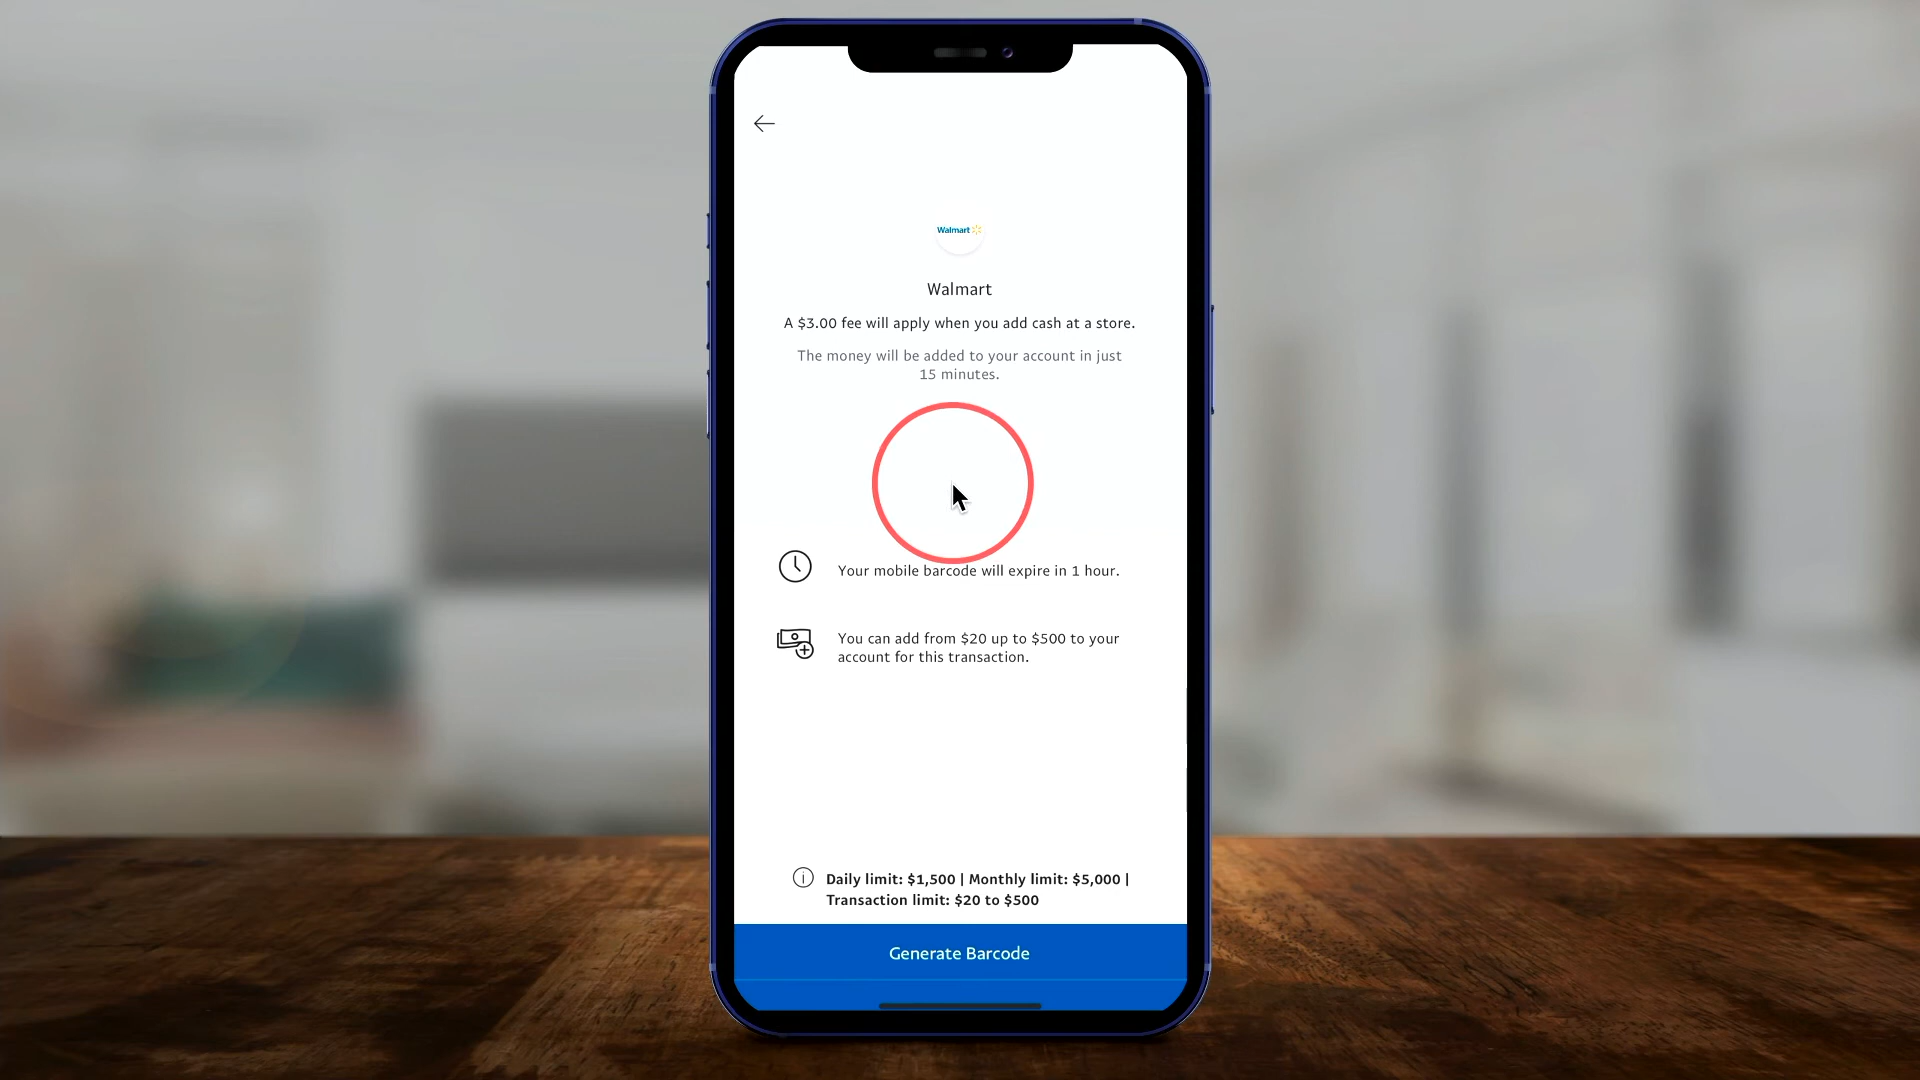 Walmart
Walmart
A $3.00 fee will apply when you add cash at a store.
The money will be added to your account in just
15 minutes.
Your mobile barcode will expire in 1 hour.
You can add from $20 up to $500 to your
account for this transaction.
Daily limit: $1,500 | Monthly limit: $5,000 |
Transaction limit: $20 to $500
Generate Barcode